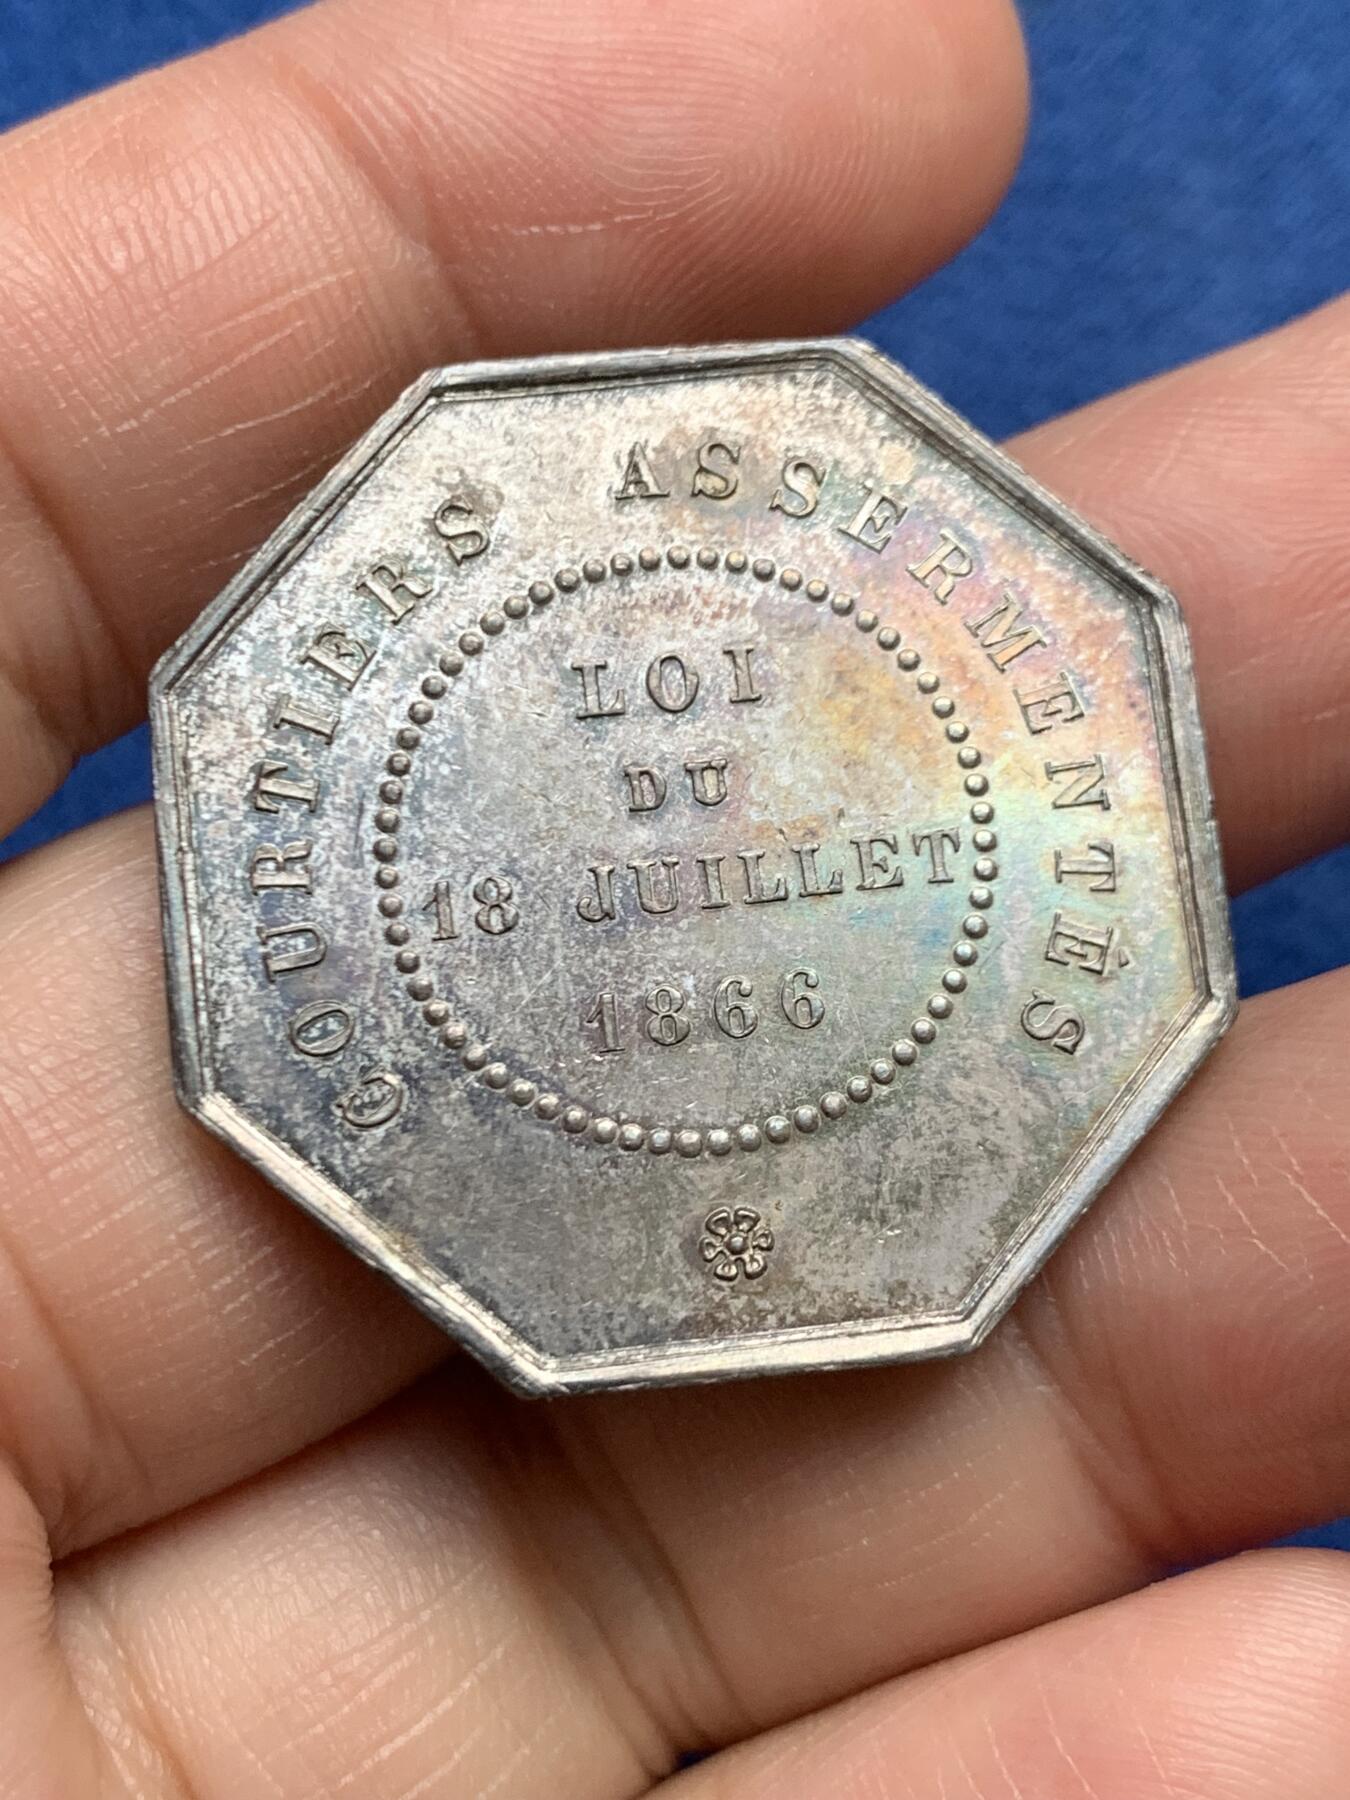 COURTIERS ASSERMENTÉS
LOI
DU
18 JUILLET
1866